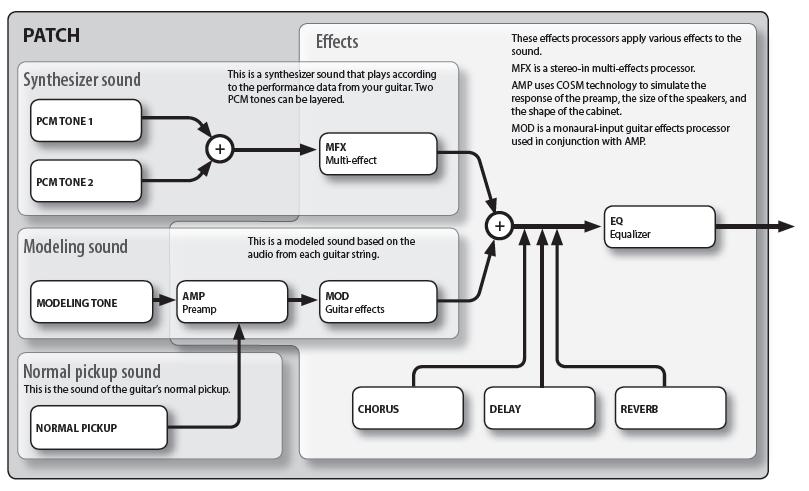 PATCH
Effects
These effects processors apply various effects to the
sound.
MFX is a stereo-in multi-effects processor.
AMP uses COSM technology to simulate the
response of the preamp, the size of the speakers, and
the shape of the cabinet.
MOD is a monaural-input guitar effects processor
used in conjunction with AMP.
Synthesizer sound
This is a synthesizer sound that plays according
to the performance data from your guitar. Two
PCM tones can be layered.
PCM TONE 1
PCM TONE 2
+
MFX
Multi-effect
+
EQ
Equalizer
Modeling sound
This is a modeled sound based on the
audio from each guitar string.
MODELING TONE
AMP
Preamp
MOD
Guitar effects
Normal pickup sound
This is the sound of the guitar's normal pickup.
NORMAL PICKUP
CHORUS
DELAY
REVERB